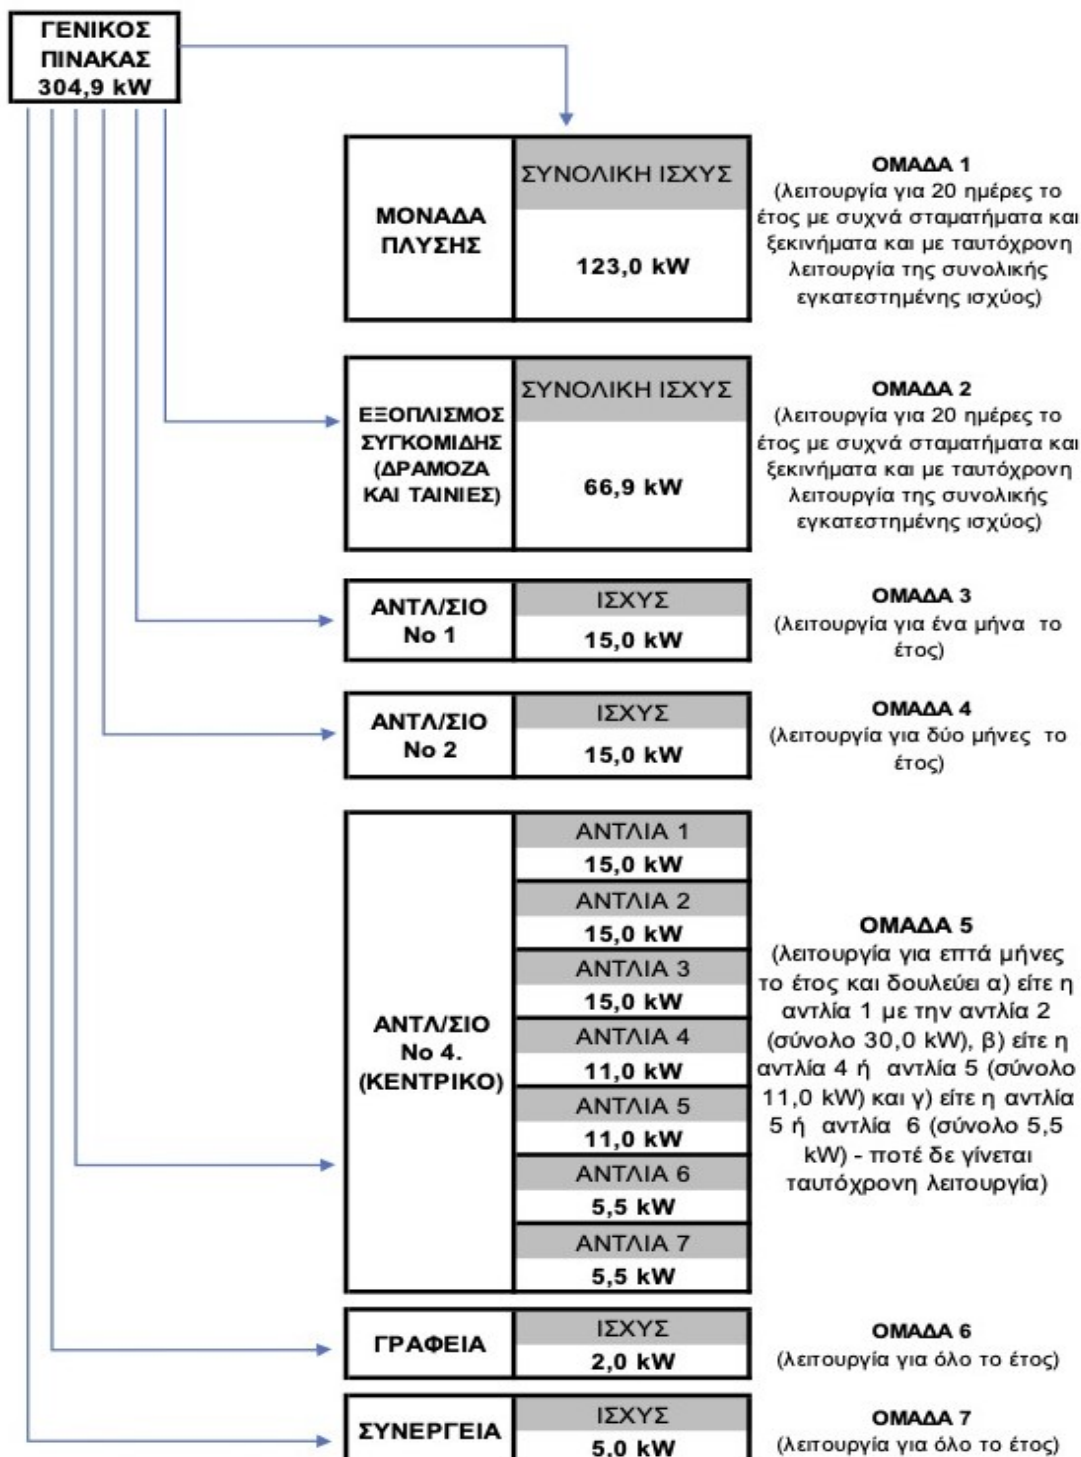 ΓΕΝΙΚΟΣ
ΠΙΝΑΚΑΣ
304,9 kW
ΜΟΝΑΔΑ
ΠΛΥΣΗΣ
ΣΥΝΟΛΙΚΗ ΙΣΧΥΣ
123,0 kW
ΟΜΑΔΑ 1
(λειτουργία για 20 ημέρες το
έτος με συχνά σταματήματα και
ξεκινήματα και με ταυτόχρονη
λειτουργία της συνολικής
εγκατεστημένης ισχύος)
ΕΞΟΠΛΙΣΜΟΣ
ΣΥΓΚΟΜΙΔΗΣ
(ΔΡΑΜΟΖΑ
ΚΑΙ ΤΑΙΝΙΕΣ)
ΣΥΝΟΛΙΚΗ ΙΣΧΥΣ
66,9 kW
ΟΜΑΔΑ 2
(λειτουργία για 20 ημέρες το
έτος με συχνά σταματήματα και
ξεκινήματα και με ταυτόχρονη
λειτουργία της συνολικής
εγκατεστημένης ισχύος)
ΑΝΤΛ/ΣΙΟ
Νο 1
ΙΣΧΥΣ
15,0 kW
ΟΜΑΔΑ 3
(λειτουργία για ένα μήνα το
έτος)
ΑΝΤΛ/ΣΙΟ
Νο 2
ΙΣΧΥΣ
15,0 kW
ΟΜΑΔΑ 4
(λειτουργία για δύο μήνες το
έτος)
ΑΝΤΛ/ΣΙΟ
Νο 4.
(ΚΕΝΤΡΙΚΟ)
ΑΝΤΛΙΑ 1
15,0 kW
ΑΝΤΛΙΑ 2
15,0 kW
ΑΝΤΛΙΑ 3
15,0 kW
ΑΝΤΛΙΑ 4
11,0 kW
ΑΝΤΛΙΑ 5
11,0 kW
ΑΝΤΛΙΑ 6
5,5 kW
ΑΝΤΛΙΑ 7
5,5 kW
ΟΜΑΔΑ 5
(λειτουργία για επτά μήνες
το έτος και δουλεύει α) είτε η
αντλία 1 με την αντλία 2
(σύνολο 30,0 kW), β) είτε η
αντλία 4 ή αντλία 5 (σύνολο
11,0 kW) και γ) είτε η αντλία
5 ή αντλία 6 (σύνολο 5,5
kW) - ποτέ δε γίνεται
ταυτόχρονη λειτουργία)
ΓΡΑΦΕΙΑ
ΙΣΧΥΣ
2,0 kW
ΟΜΑΔΑ 6
(λειτουργία για όλο το έτος)
ΣΥΝΕΡΓΕΙΑ
ΙΣΧΥΣ
5,0 kW
ΟΜΑΔΑ 7
(λειτουργία για όλο το έτος)